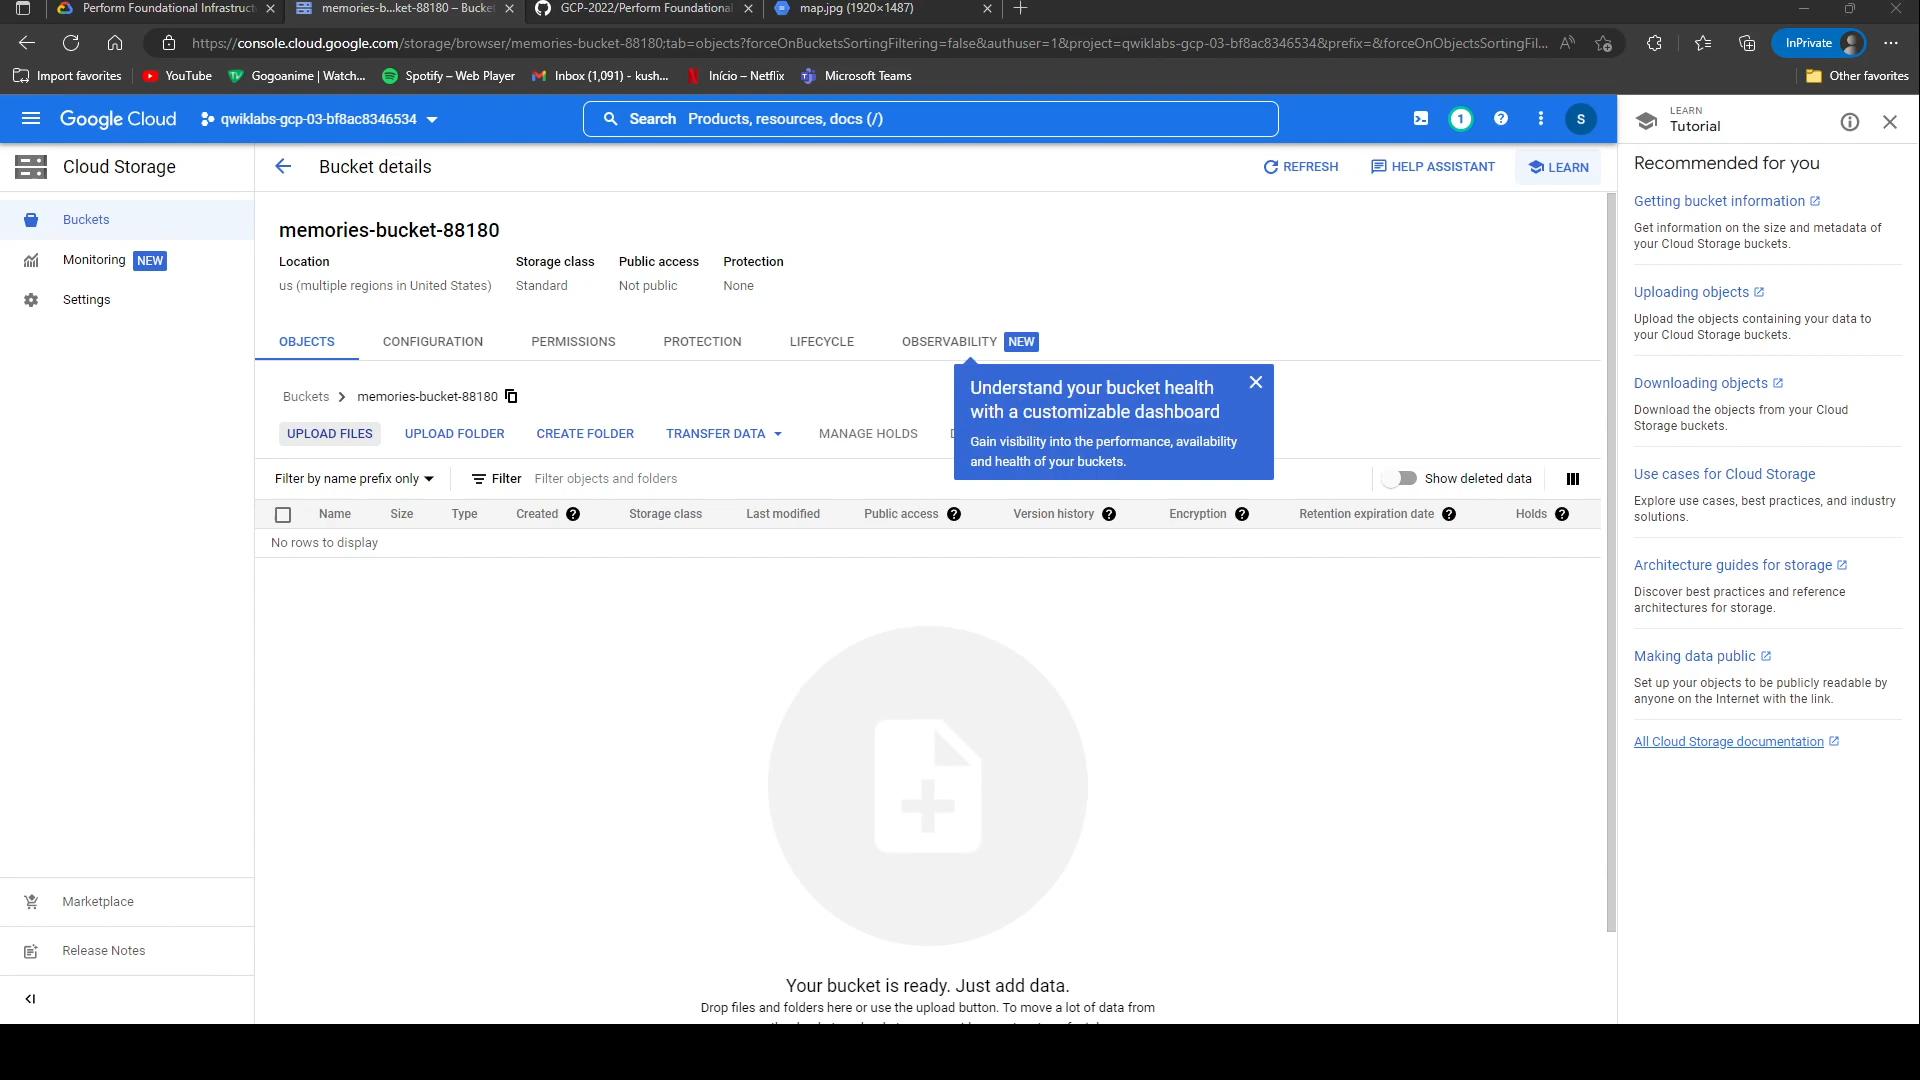 Perform Foundational Infrastruct
memories-b...ket-88180 – Bucket
GCP-2022/Perform Foundational
map.jpg (1920×1487)
https://console.cloud.google.com/storage/browser/memories-bucket-88180;tab=objects?forceOnBucketsSortingFiltering=false&authuser=1&project=qwiklabs-gcp-03-bf8ac8346534&prefix=&forceOnObjectsSortingFil...
InPrivate
Import favorites
YouTube
Gogoanime | Watch...
Spotify – Web Player
Inbox (1,091) - kush...
Início – Netflix
Microsoft Teams
Other favorites
Google Cloud
qwiklabs-gcp-03-bf8ac8346534
Search Products, resources, docs (/)
1
S
LEARN
Tutorial
Cloud Storage
Bucket details
REFRESH
HELP ASSISTANT
LEARN
Buckets
Monitoring NEW
Settings
Marketplace
Release Notes
memories-bucket-88180
Location
Storage class
Public access
Protection
us (multiple regions in United States)
Standard
Not public
None
OBJECTS
CONFIGURATION
PERMISSIONS
PROTECTION
LIFECYCLE
OBSERVABILITY NEW
Understand your bucket health
with a customizable dashboard
Gain visibility into the performance, availability
and health of your buckets.
Buckets
memories-bucket-88180
UPLOAD FILES
UPLOAD FOLDER
CREATE FOLDER
TRANSFER DATA
MANAGE HOLDS
Filter by name prefix only
Filter
Filter objects and folders
Show deleted data
Name
Size
Type
Created
Storage class
Last modified
Public access
Version history
Encryption
Retention expiration date
Holds
No rows to display
Your bucket is ready. Just add data.
Drop files and folders here or use the upload button. To move a lot of data from
Recommended for you
Getting bucket information
Get information on the size and metadata of
your Cloud Storage buckets.
Uploading objects
Upload the objects containing your data to
your Cloud Storage buckets.
Downloading objects
Download the objects from your Cloud
Storage buckets.
Use cases for Cloud Storage
Explore use cases, best practices, and industry
solutions.
Architecture guides for storage
Discover best practices and reference
architectures for storage.
Making data public
Set up your objects to be publicly readable by
anyone on the Internet with the link.
All Cloud Storage documentation